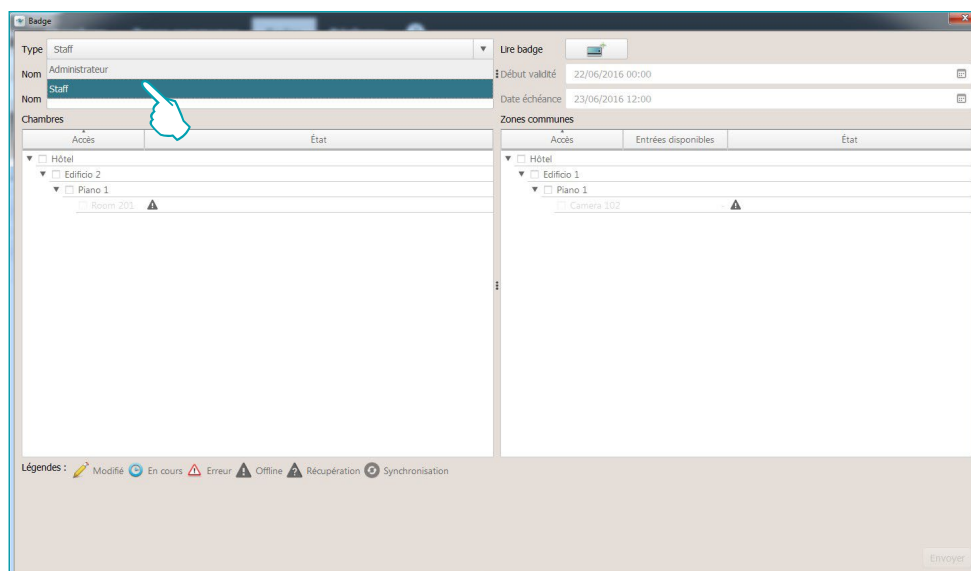 Badge
Type Staff Lire badge
Administrateur
Nom Début validité 22/06/2016 00:00
Staff
Nom Date échéance 23/06/2016 12:00
Chambres Zones communes
Accès État Accès Entrées disponibles État
Hôtel Hôtel
Edificio 2 Edificio 1
Piano 1 Piano 1
Room 201 Camera 102 -
Légendes : Modifié En cours Erreur Offline Récupération Synchronisation
Envoyer